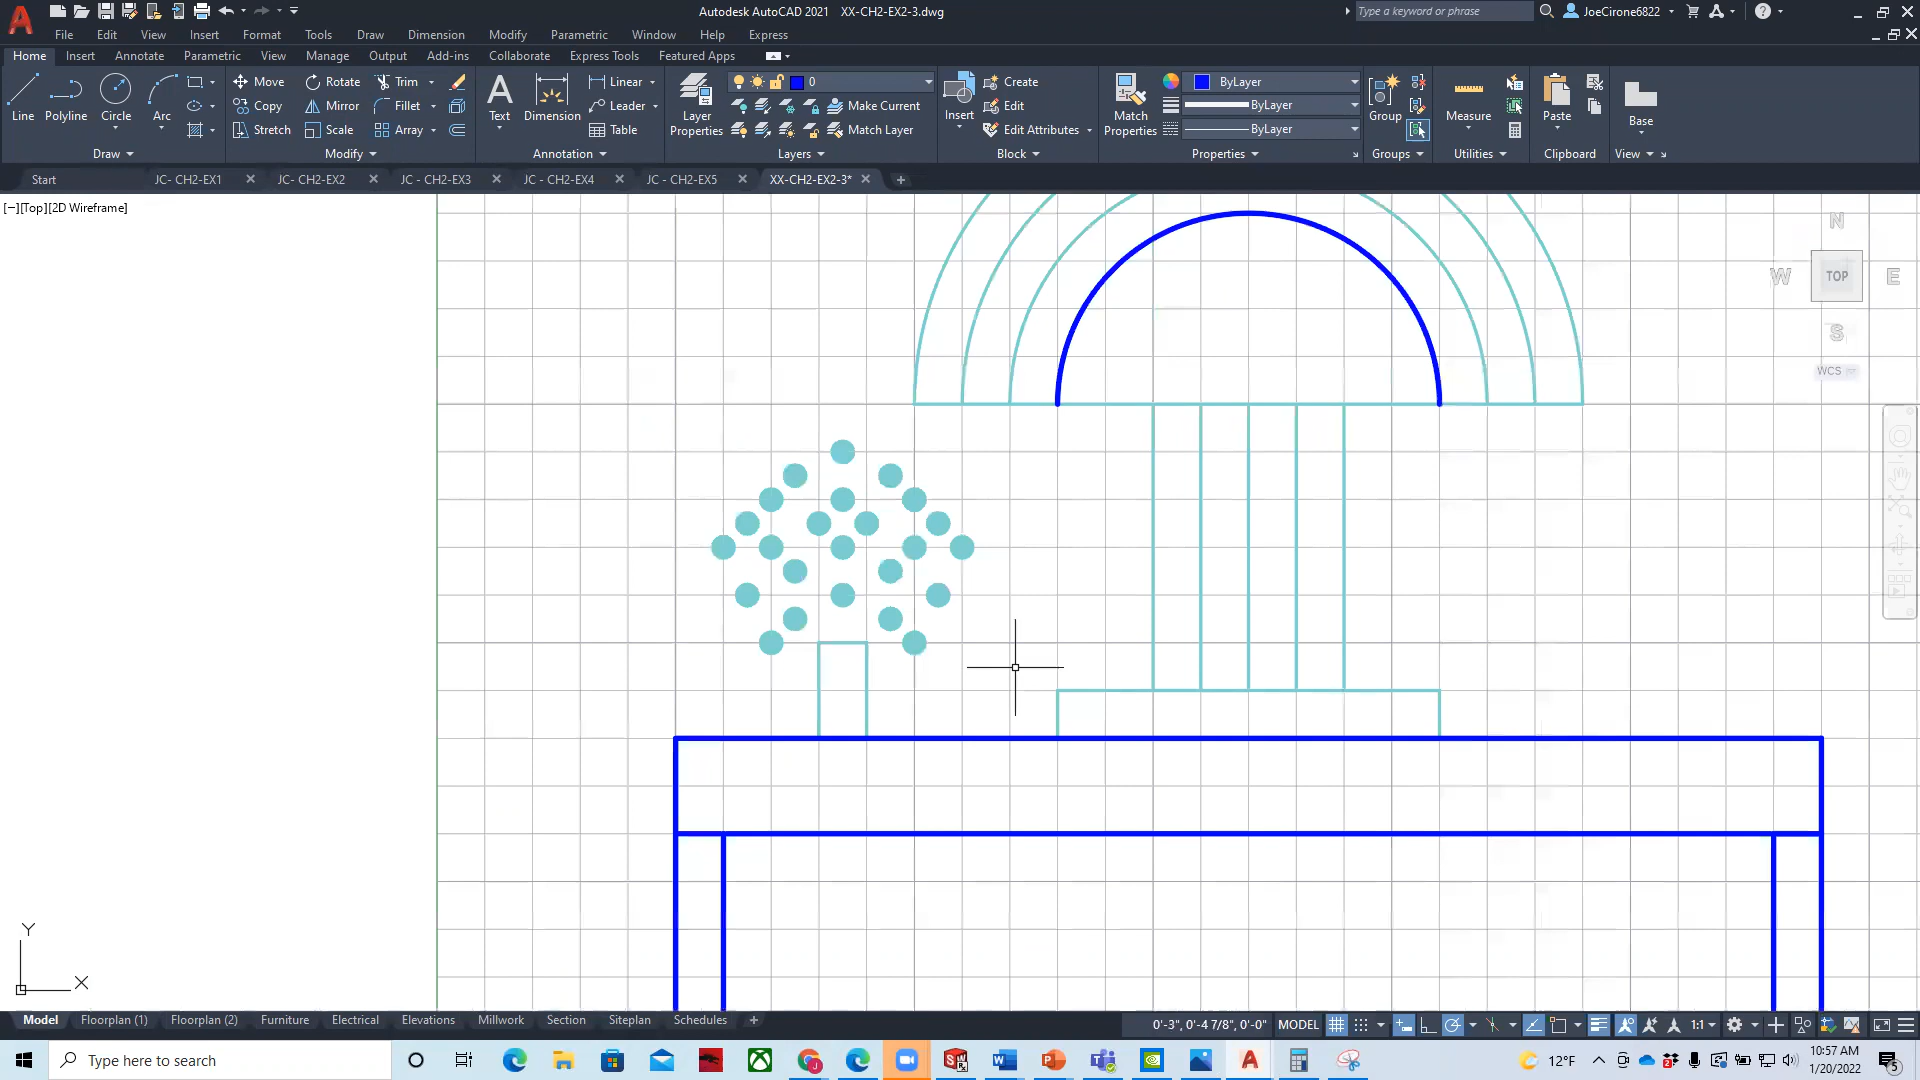 Autodesk AutoCAD 2021 XX-CH2-EX2-3.dwg
Type a keyword or phrase
JoeCirone6822
File Edit View Insert Format Tools Draw Dimension Modify Parametric Window Help Express
Home Insert Annotate Parametric View Manage Output Add-ins Collaborate Express Tools Featured Apps
Line Polyline Circle Arc
Move Rotate Trim
Copy Mirror Fillet
Stretch Scale Array
Text Dimension
Linear
Leader
Table
Layer Properties
0
Make Current
Match Layer
Insert
Create
Edit
Edit Attributes
Match Properties
ByLayer
ByLayer
ByLayer
Group
Measure
Paste
Base
Draw Modify Annotation Layers Block Properties Groups Utilities Clipboard View
Start JC- CH2-EX1 JC- CH2-EX2 JC - CH2-EX3 JC - CH2-EX4 JC - CH2-EX5 XX-CH2-EX2-3*
[−][Top][2D Wireframe]
N
W TOP E
S
WCS
Y
X
Model Floorplan (1) Floorplan (2) Furniture Electrical Elevations Millwork Section Siteplan Schedules +
0'-3", 0'-4 7/8", 0'-0" MODEL 1:1
Type here to search
12°F
10:57 AM
1/20/2022
5